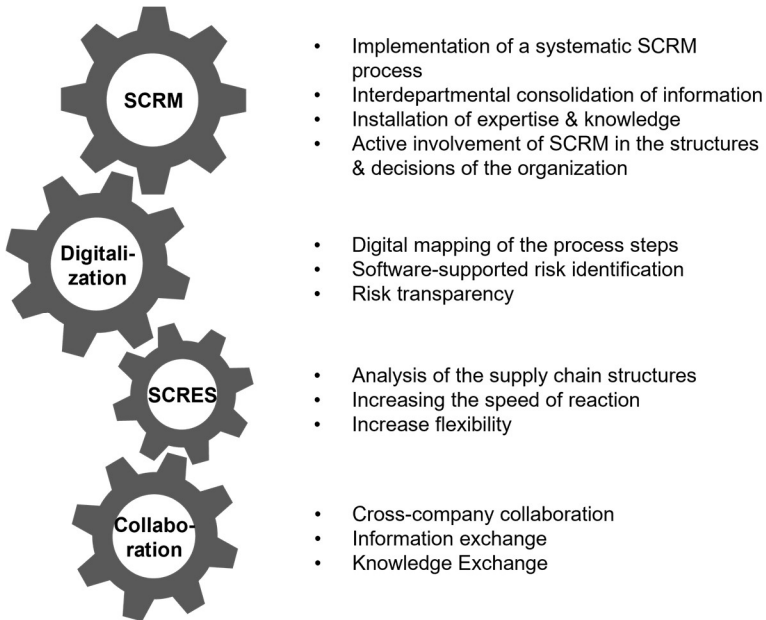 SCRM
• Implementation of a systematic SCRM
process
• Interdepartmental consolidation of information
• Installation of expertise & knowledge
• Active involvement of SCRM in the structures
& decisions of the organization
Digitali-
zation
• Digital mapping of the process steps
• Software-supported risk identification
• Risk transparency
SCRES
• Analysis of the supply chain structures
• Increasing the speed of reaction
• Increase flexibility
Collabo-
ration
• Cross-company collaboration
• Information exchange
• Knowledge Exchange